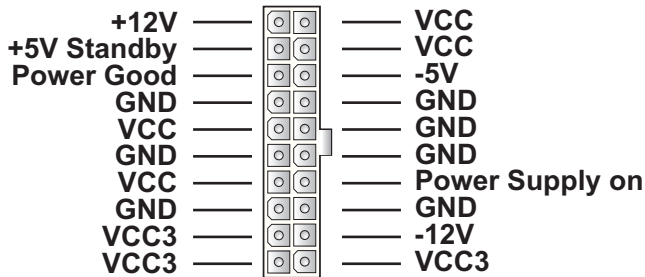 +12V VCC
+5V Standby VCC
Power Good -5V
GND GND
VCC GND
GND GND
VCC Power Supply on
GND GND
VCC3 -12V
VCC3 VCC3